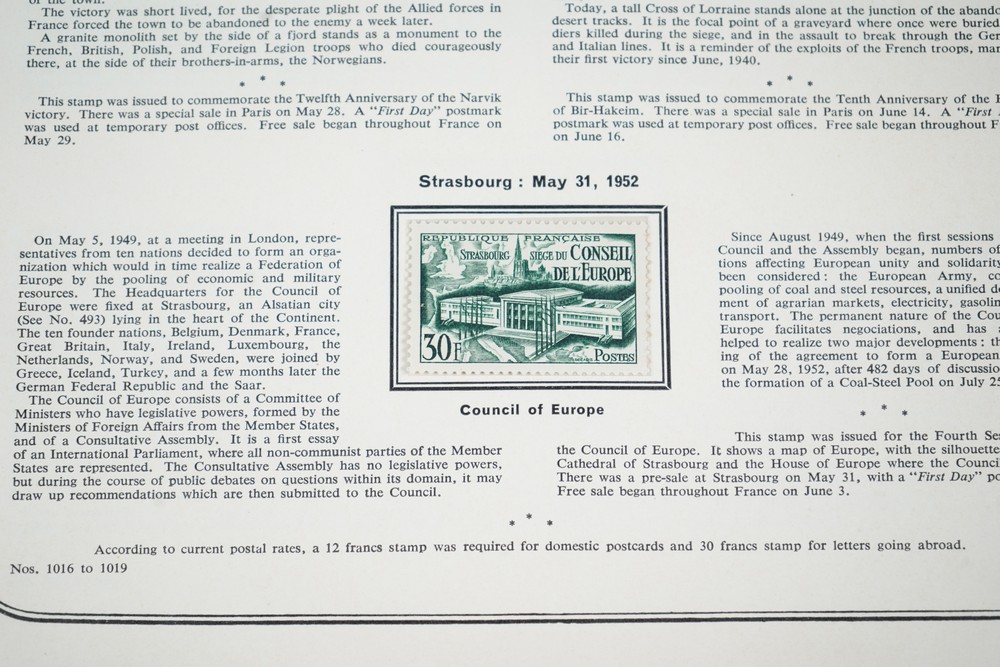 of the town.
The victory was short lived, for the desperate plight of the Allied forces in
France forced the town to be abandoned to the enemy a week later.
A granite monolith set by the side of a fjord stands as a monument to the
French, British, Polish, and Foreign Legion troops who died courageously
there, at the side of their brothers-in-arms, the Norwegians.
* * *
This stamp was issued to commemorate the Twelfth Anniversary of the Narvik
victory. There was a special sale in Paris on May 28. A "First Day" postmark
was used at temporary post offices. Free sale began throughout France on
May 29.
Today, a tall Cross of Lorraine stands alone at the junction of the
desert tracks. It is the focal point of a graveyard where once were buried
diers killed during the siege, and in the assault to break through the
and Italian lines. It is a reminder of the exploits of the French troops,
their first victory since June, 1940.
* * *
This stamp was issued to commemorate the Tenth Anniversary of the
of Bir-Hakeim. There was a special sale in Paris on June 14. A "First
postmark was used at temporary post offices. Free sale began throughout
on June 16.
Strasbourg : May 31, 1952
On May 5, 1949, at a meeting in London, repre-
sentatives from ten nations decided to form an orga-
nization which would in time realize a Federation of
Europe by the pooling of economic and military
resources. The Headquarters for the Council of
Europe were fixed at Strasbourg, an Alsatian city
(See No. 493) lying in the heart of the Continent.
The ten founder nations, Belgium, Denmark, France,
Great Britain, Italy, Ireland, Luxembourg, the
Netherlands, Norway, and Sweden, were joined by
Greece, Iceland, Turkey, and a few months later the
German Federal Republic and the Saar.
The Council of Europe consists of a Committee of
Ministers who have legislative powers, formed by the
Ministers of Foreign Affairs from the Member States,
and of a Consultative Assembly. It is a first essay
of an International Parliament, where all non-communist parties of the Member
States are represented. The Consultative Assembly has no legislative powers,
but during the course of public debates on questions within its domain, it may
draw up recommendations which are then submitted to the Council.
REPUBLIQUE FRANÇAISE
STRASBOURG SIEGE DU CONSEIL
DE L'EUROPE
30F POSTES
Council of Europe
Since August 1949, when the first sessions
Council and the Assembly began, numbers of
tions affecting European unity and solidarity
been considered : the European Army,
pooling of coal and steel resources, a unified
ment of agrarian markets, electricity,
transport. The permanent nature of the
Europe facilitates negociations, and has
helped to realize two major developments :
ing of the agreement to form a European
on May 28, 1952, after 482 days of
the formation of a Coal-Steel Pool on July
* * *
This stamp was issued for the Fourth
the Council of Europe. It shows a map of Europe, with the silhouette
Cathedral of Strasbourg and the House of Europe where the
There was a pre-sale at Strasbourg on May 31, with a "First Day"
Free sale began throughout France on June 3.
* * *
According to current postal rates, a 12 francs stamp was required for domestic postcards and 30 francs stamp for letters going abroad.
Nos. 1016 to 1019